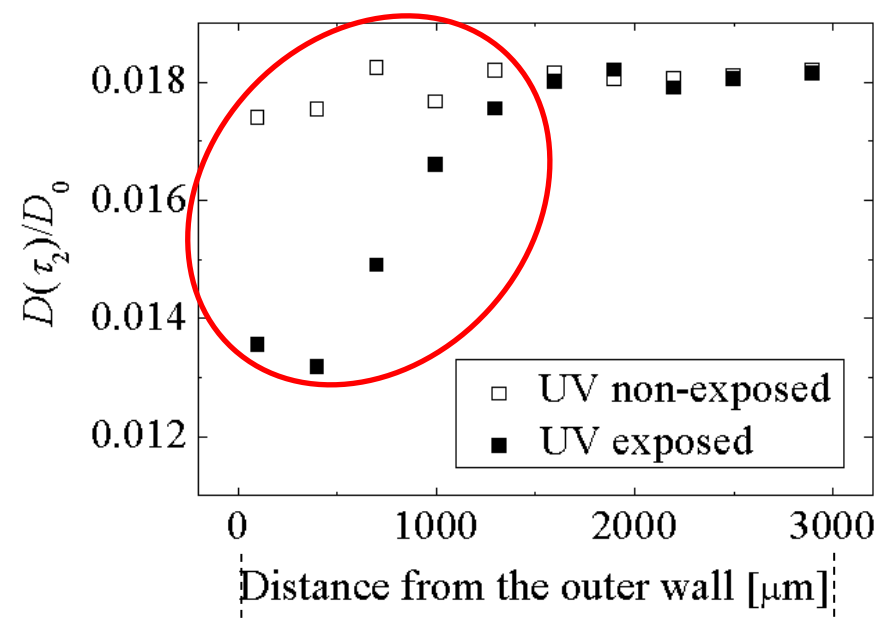 0.018
0.016
0.014
0.012
D(τ₂)/D₀
□ UV non-exposed
■ UV exposed
0 1000 2000 3000
Distance from the outer wall [μm]